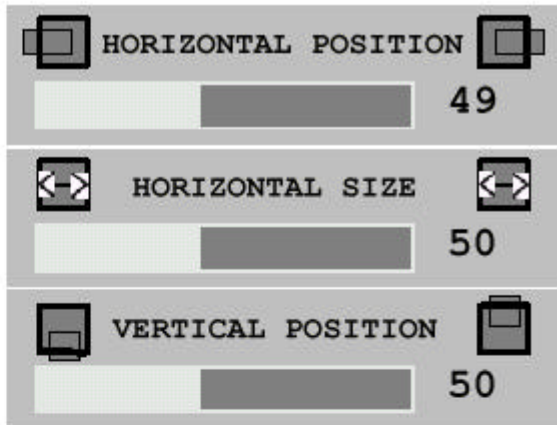 HORIZONTAL POSITION
49
HORIZONTAL SIZE
50
VERTICAL POSITION
50